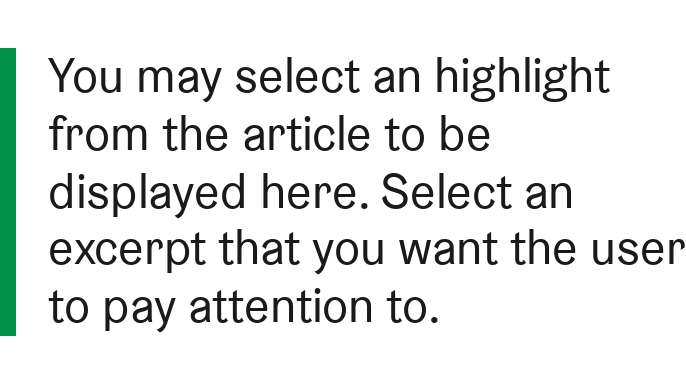 You may select an highlight
from the article to be
displayed here. Select an
excerpt that you want the user
to pay attention to.